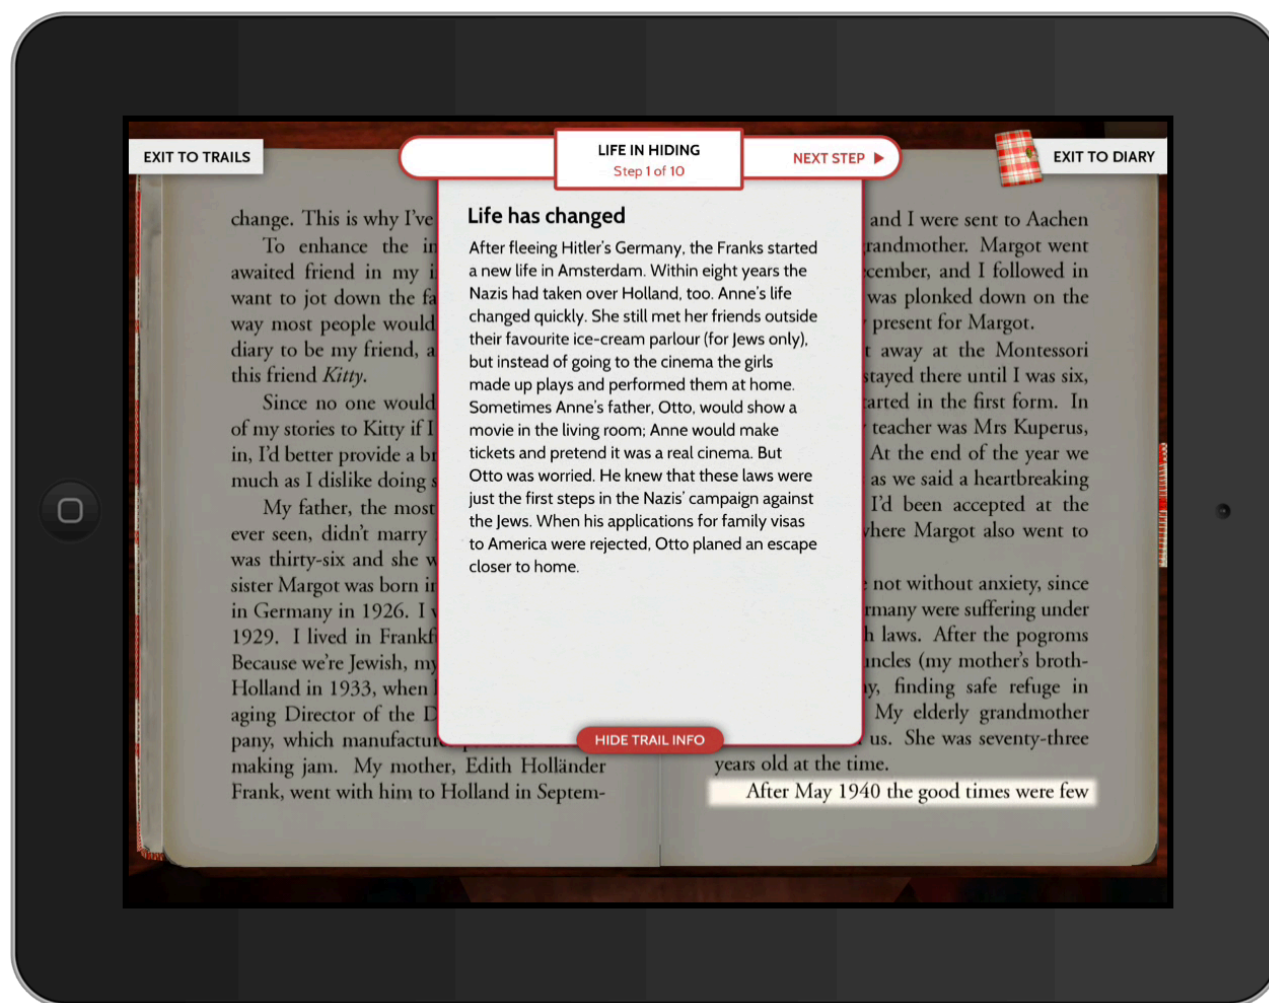 EXIT TO TRAILS
LIFE IN HIDING
Step 1 of 10
NEXT STEP
EXIT TO DIARY
change. This is why I've
To enhance the
awaited friend in my
want to jot down the
way most people would
diary to be my friend,
this friend Kitty.
Since no one would
of my stories to Kitty if I
in, I'd better provide a
much as I dislike doing
My father, the most
ever seen, didn't marry
was thirty-six and she
sister Margot was born
in Germany in 1926. I
1929. I lived in
Because we're Jewish, my
Holland in 1933, when
aging Director of the
pany, which
making jam. My mother, Edith Holländer
Frank, went with him to Holland in Septem-
Life has changed
After fleeing Hitler's Germany, the Franks started
a new life in Amsterdam. Within eight years the
Nazis had taken over Holland, too. Anne's life
changed quickly. She still met her friends outside
their favourite ice-cream parlour (for Jews only),
but instead of going to the cinema the girls
made up plays and performed them at home.
Sometimes Anne's father, Otto, would show a
movie in the living room; Anne would make
tickets and pretend it was a real cinema. But
Otto was worried. He knew that these laws were
just the first steps in the Nazis' campaign against
the Jews. When his applications for family visas
to America were rejected, Otto planed an escape
closer to home.
HIDE TRAIL INFO
and I were sent to Aachen
grandmother. Margot went
and I followed in
was plonked down on the
present for Margot.
away at the Montessori
stayed there until I was six,
started in the first form. In
teacher was Mrs Kuperus,
At the end of the year we
as we said a heartbreaking
I'd been accepted at the
where Margot also went to
not without anxiety, since
were suffering under
laws. After the pogroms
uncles (my mother's broth-
finding safe refuge in
My elderly grandmother
us. She was seventy-three
years old at the time.
After May 1940 the good times were few